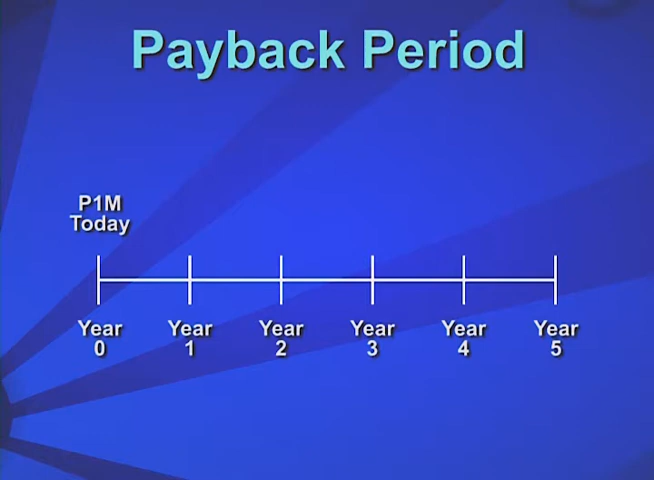 Payback Period
P1M
Today
Year Year Year Year Year Year
0 1 2 3 4 5